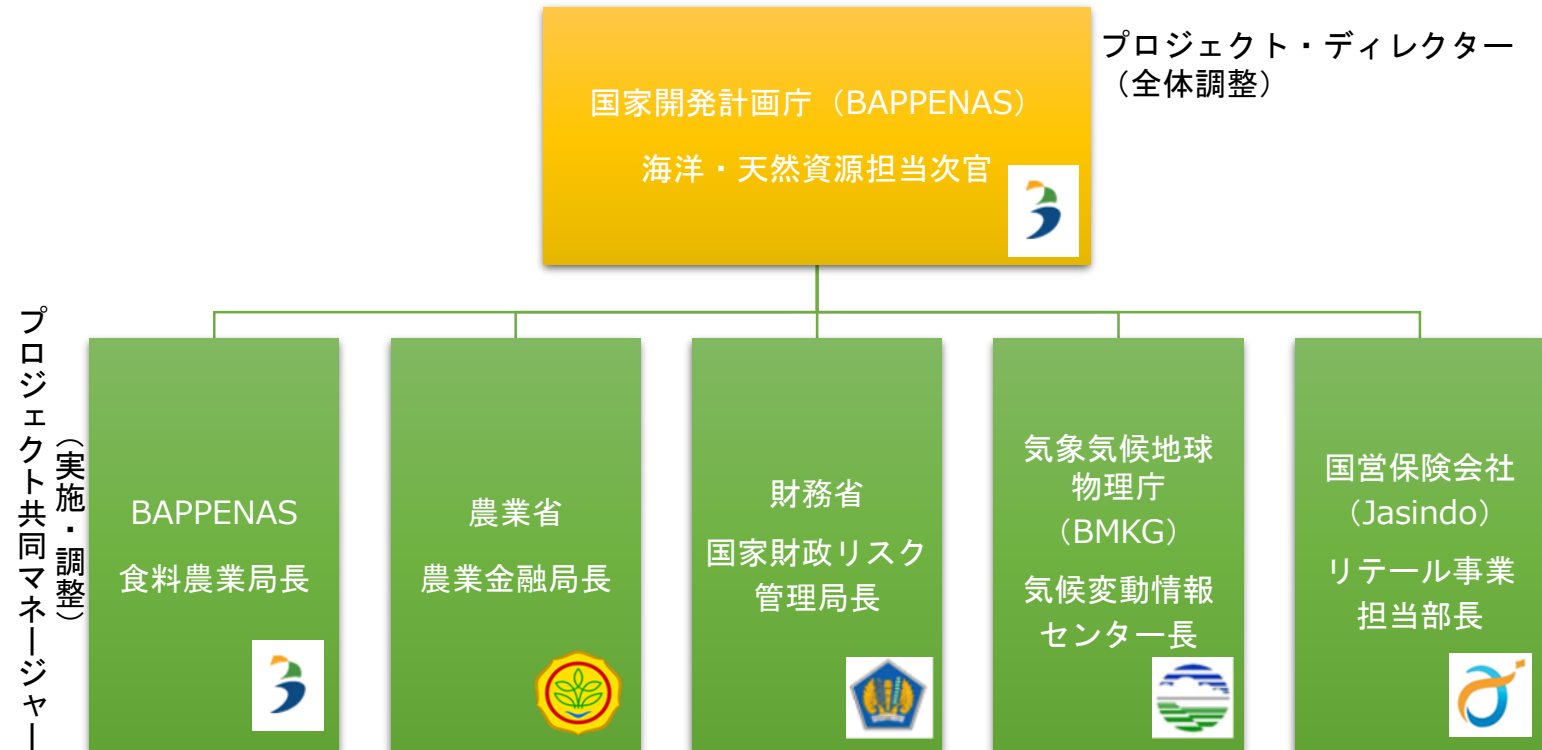 国家開発計画庁（BAPPENAS）
海洋・天然資源担当次官
プロジェクト・ディレクター
（全体調整）
プロジェクト共同マネージャー
（実施・調整）
BAPPENAS
食料農業局長
農業省
農業金融局長
財務省
国家財政リスク
管理局長
気象気候地球
物理庁
（BMKG）
気候変動情報
センター長
国営保険会社
（Jasindo）
リテール事業
担当部長